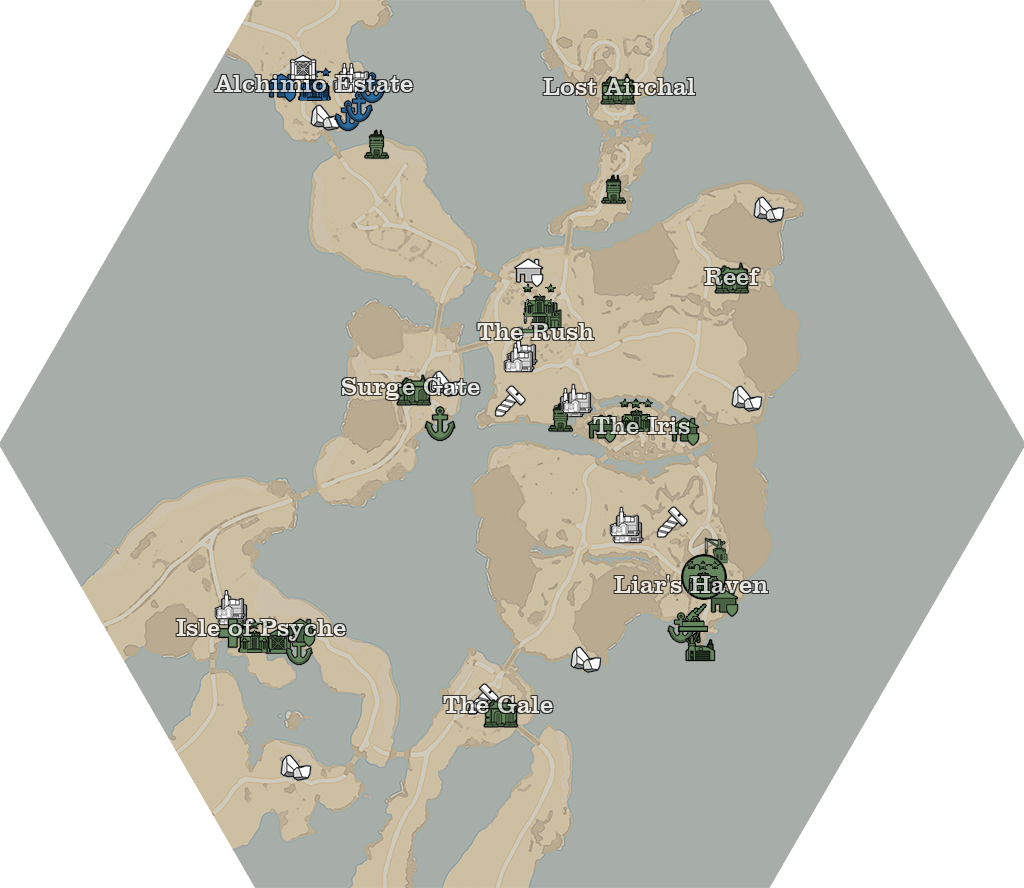 Alchimio Estate
Lost Airchal
Reef
The Rush
Surge Gate
The Iris
Liar's Haven
Isle of Psyche
The Gale